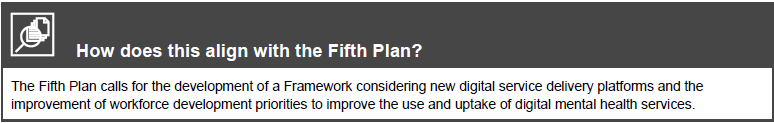 How does this align with the Fifth Plan?
The Fifth Plan calls for the development of a Framework considering new digital service delivery platforms and the
improvement of workforce development priorities to improve the use and uptake of digital mental health services.